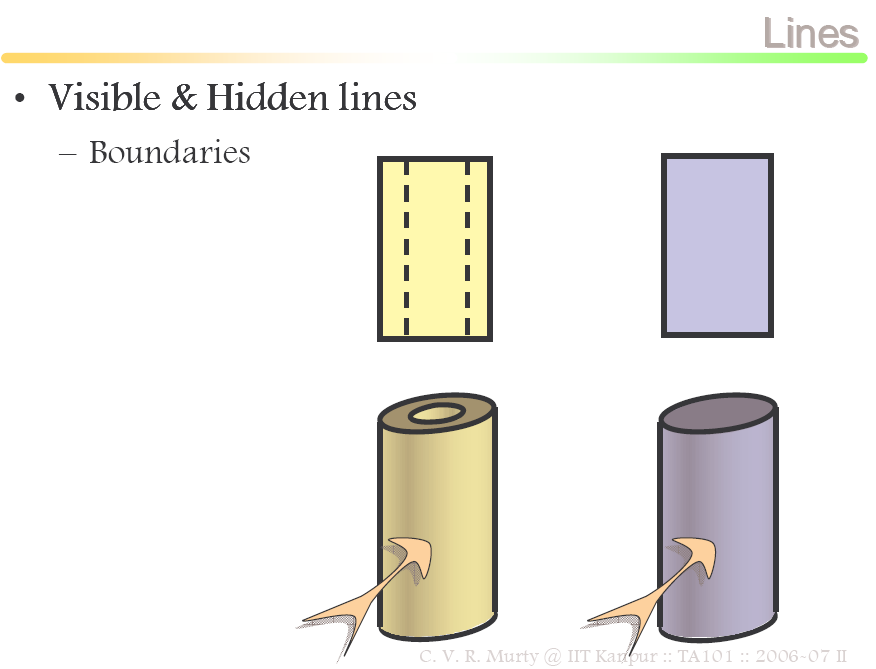 Lines
• Visible & Hidden lines
– Boundaries
C. V. R. Murty @ IIT Kanpur :: TA101 :: 2006-07 II